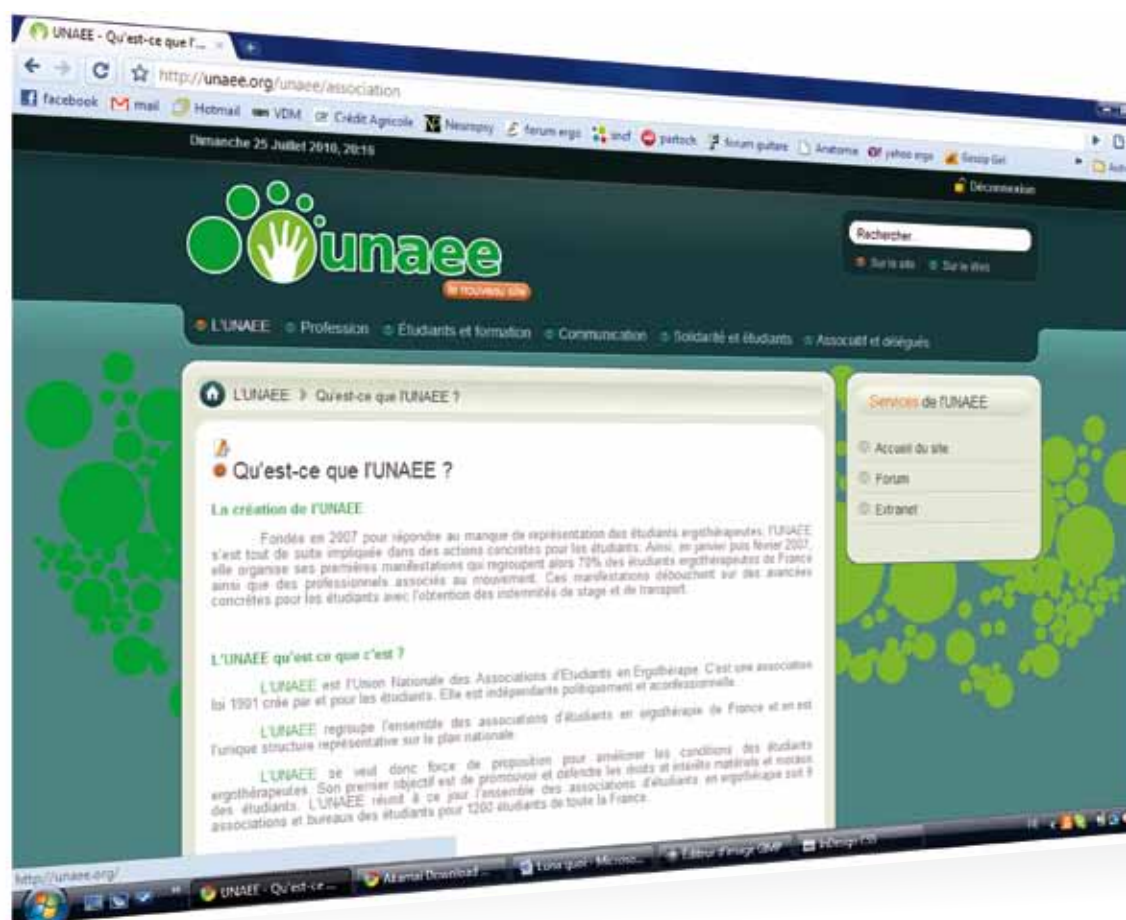 UNAEE - Qu'est-ce que l'...
http://unaee.org/unaee/association
facebook mail Hotmail VDM Crédit Agricole Neuropsy forum ergo sncf partoch forum guitare Anatomie yahoo ergo Gossip Girl
Dimanche 25 Juillet 2010, 20:16
Déconnexion
unaee
le nouveau site
Rechercher...
Sur le site Sur le Web
L'UNAEE Profession Étudiants et formation Communication Solidarité et étudiants Associatif et délégués
L'UNAEE Qu'est-ce que l'UNAEE ?
Services de l'UNAEE
Accueil du site
Forum
Extranet
Qu'est-ce que l'UNAEE ?
La création de l'UNAEE
Fondée en 2007 pour répondre au manque de représentation des étudiants ergothérapeutes, l'UNAEE
s'est tout de suite impliquée dans des actions concrètes pour les étudiants. Ainsi, en janvier puis février 2007,
elle organise ses premières manifestations qui regroupent alors 70% des étudiants ergothérapeutes de France
ainsi que des professionnels associés au mouvement. Ces manifestations débouchent sur des avancées
concrètes pour les étudiants avec l'obtention des indemnités de stage et de transport.
L'UNAEE qu'est ce que c'est ?
L'UNAEE est l'Union Nationale des Associations d'Etudiants en Ergothérapie. C'est une association
loi 1901 crée par et pour les étudiants. Elle est indépendante politiquement et aconfessionnelle.
L'UNAEE regroupe l'ensemble des associations d'étudiants en ergothérapie de France et en est
l'unique structure représentative sur le plan nationale.
L'UNAEE se veut donc force de proposition pour améliorer les conditions des étudiants
ergothérapeutes. Son premier objectif est de promouvoir et défendre les droits et intérêts matériels et moraux
des étudiants. L'UNAEE réunit à ce jour l'ensemble des associations d'étudiants en ergothérapie soit 9
associations et bureaux des étudiants pour 1200 étudiants de toute la France.
http://unaee.org/
UNAEE - Qu'est-ce ... Akamai Download ... Luna quoi - Microso... Éditeur d'image GIMP InDesign CS5